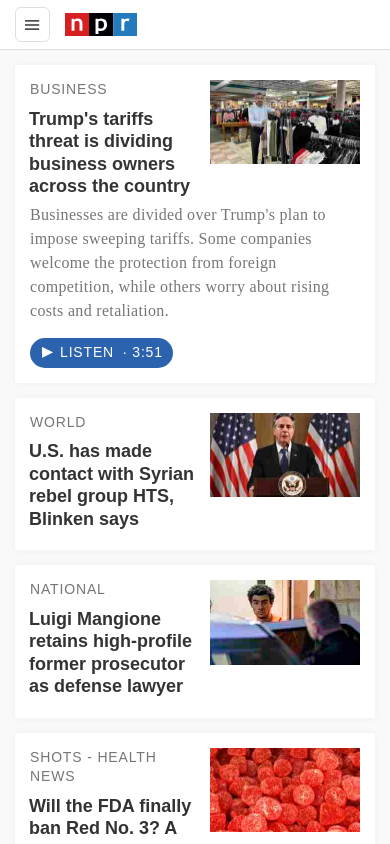 npr
BUSINESS
Trump's tariffs
threat is dividing
business owners
across the country
Businesses are divided over Trump's plan to
impose sweeping tariffs. Some companies
welcome the protection from foreign
competition, while others worry about rising
costs and retaliation.
LISTEN · 3:51
WORLD
U.S. has made
contact with Syrian
rebel group HTS,
Blinken says
NATIONAL
Luigi Mangione
retains high-profile
former prosecutor
as defense lawyer
SHOTS - HEALTH
NEWS
Will the FDA finally
ban Red No. 3? A